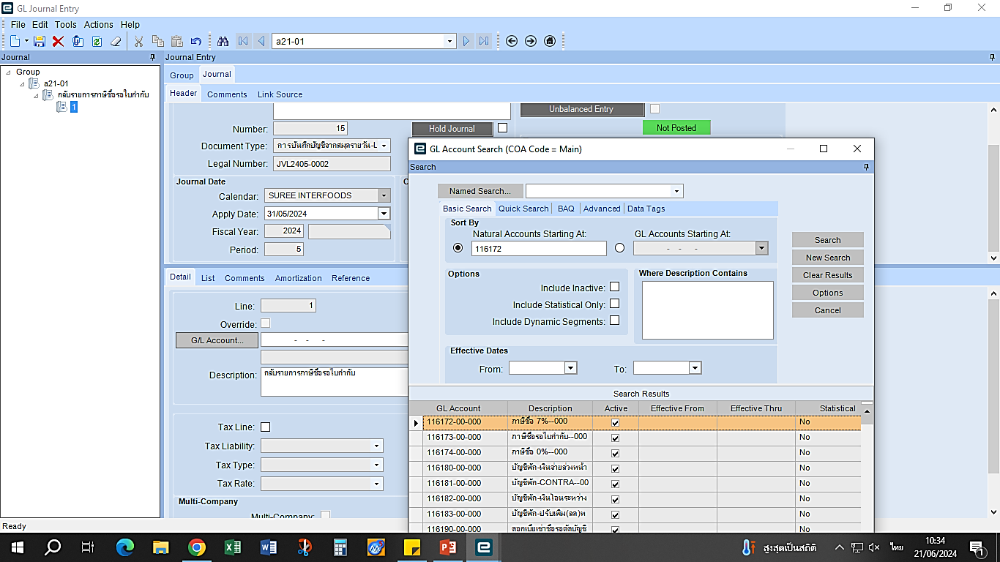 GL Journal Entry
File Edit Tools Actions Help
a21-01
Journal
Journal Entry
Group
a21-01
กลับรายการภาษีซื้อรอใบกำกับ
1
Group Journal
Header Comments Link Source
Unbalanced Entry
Number: 15 Hold Journal
Not Posted
Document Type: การบันทึกบัญชีจากสมุดรายวัน-L
Legal Number: JVL2405-0002
Journal Date
Calendar: SUREE INTERFOODS
Apply Date: 31/05/2024
Fiscal Year: 2024
Period: 5
Detail List Comments Amortization Reference
Line: 1
Override:
G/L Account... - - -
Description: กลับรายการภาษีซื้อรอใบกำกับ
Tax Line:
Tax Liability:
Tax Type:
Tax Rate:
Multi-Company
Multi-Company:
Ready
GL Account Search (COA Code = Main)
Search
Named Search...
Basic Search Quick Search BAQ Advanced Data Tags
Sort By
Natural Accounts Starting At: GL Accounts Starting At:
116172 - - -
Search
New Search
Clear Results
Options
Cancel
Options
Include Inactive:
Include Statistical Only:
Include Dynamic Segments:
Where Description Contains
Effective Dates
From: To:
Search Results
GL Account Description Active Effective From Effective Thru Statistical
116172-00-000 ภาษีซื้อ 7%--000 No
116173-00-000 ภาษีซื้อรอใบกำกับ--000 No
116174-00-000 ภาษีซื้อ 0%--000 No
116180-00-000 บัญชีพัก-เงินจ่ายล่วงหน้า No
116181-00-000 บัญชีพัก-CONTRA--00 No
116182-00-000 บัญชีพัก-เงินโอนระหว่าง No
116183-00-000 บัญชีพัก-ปรับเพิ่ม(ลด)ห No
116190-00-000 ดอกเบี้ยเช่าซื้อรอตัดบัญชี No
สูงสุดเป็นสถิติ
ไทย
10:34
21/06/2024
1